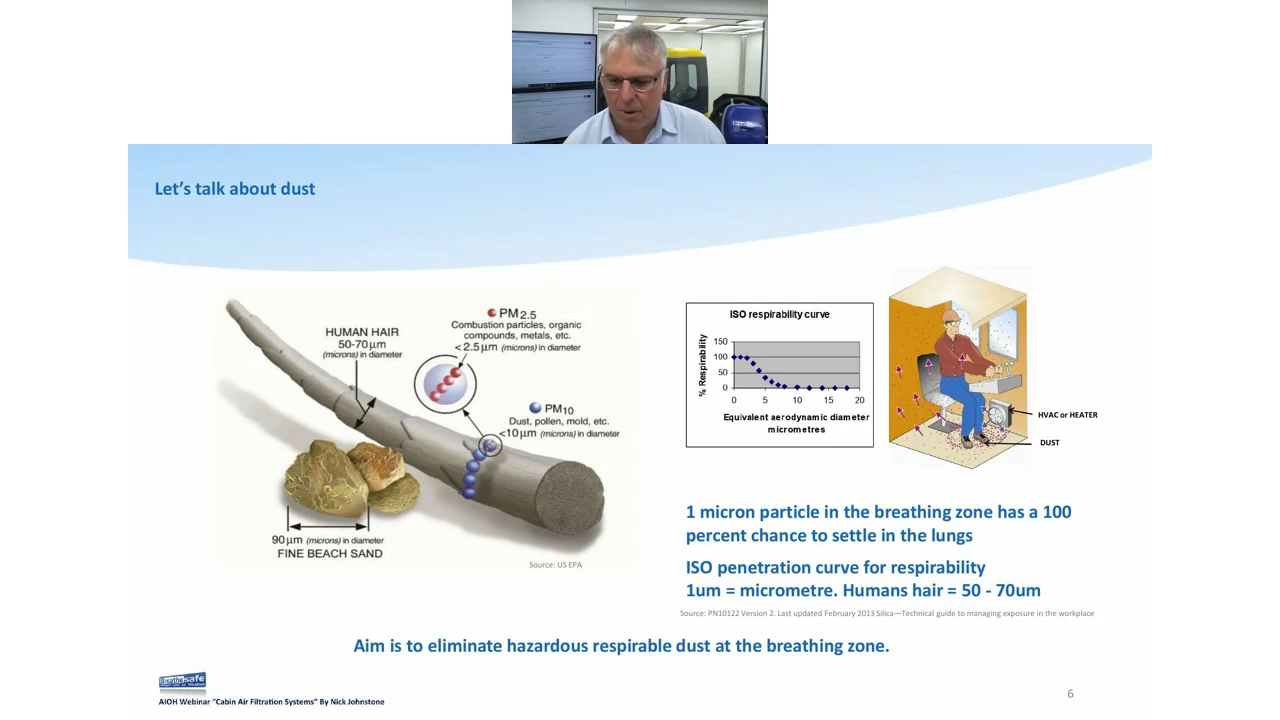 Let's talk about dust
HUMAN HAIR
50-70µm
(microns) in diameter
PM2.5
Combustion particles, organic
compounds, metals, etc.
<2.5µm (microns) in diameter
PM10
Dust, pollen, mold, etc.
<10µm (microns) in diameter
90µm (microns) in diameter
FINE BEACH SAND
Source: US EPA
ISO respirability curve
% Respirability
150
100
50
0
0 5 10 15 20
Equivalent aerodynamic diameter
micrometres
HVAC or HEATER
DUST
1 micron particle in the breathing zone has a 100
percent chance to settle in the lungs
ISO penetration curve for respirability
1um = micrometre. Humans hair = 50 - 70um
Source: PN10122 Version 2. Last updated February 2013 Silica—Technical guide to managing exposure in the workplace
Aim is to eliminate hazardous respirable dust at the breathing zone.
Breathesafe
AIOH Webinar "Cabin Air Filtration Systems" By Nick Johnstone
6